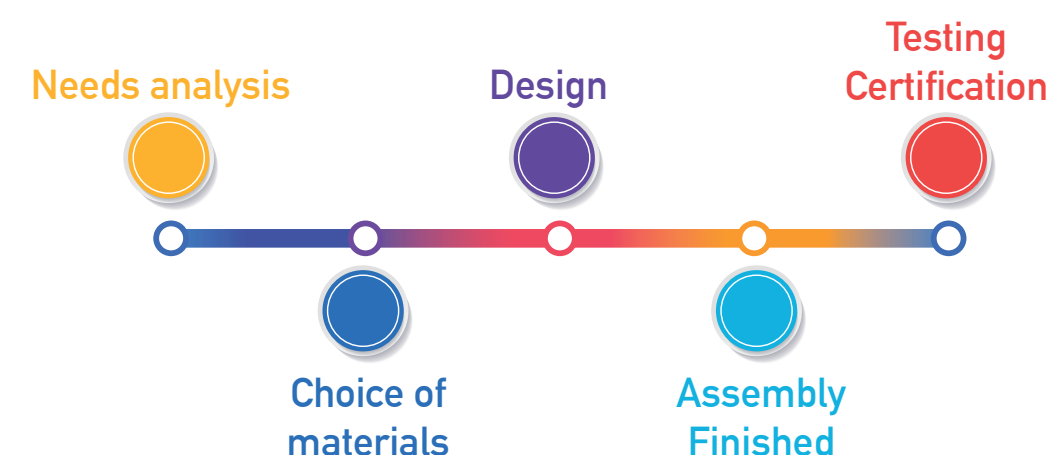 Needs analysis
Choice of
materials
Design
Assembly
Finished
Testing
Certification